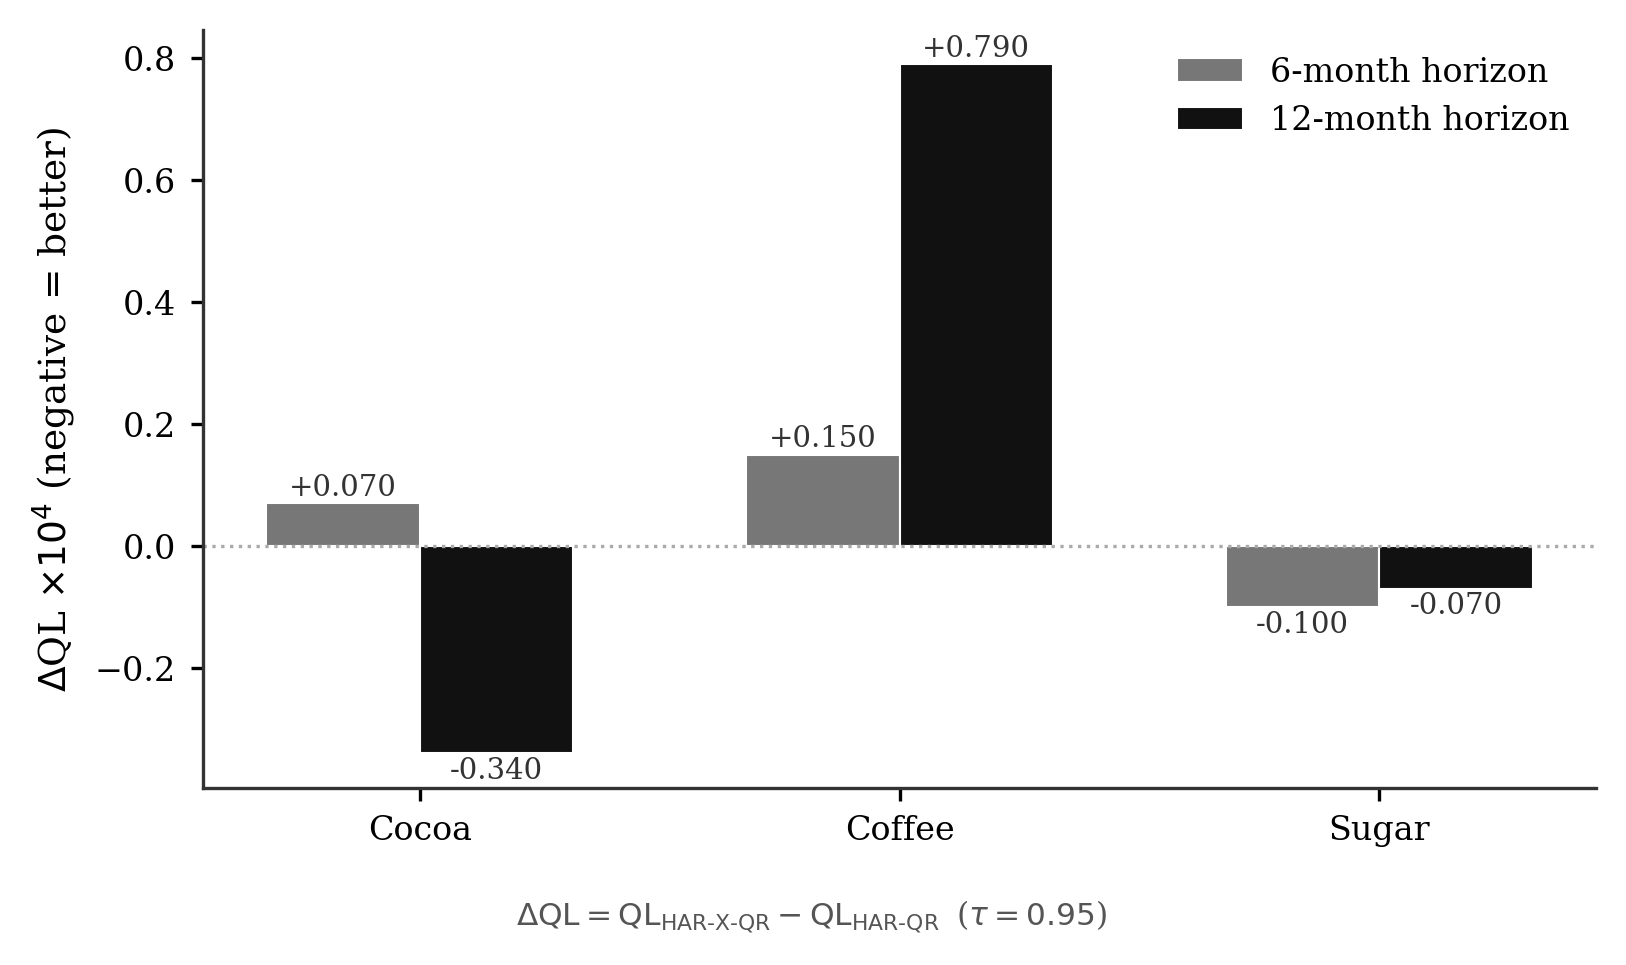 ΔQL ×10⁴ (negative = better)
0.8
0.6
0.4
0.2
0.0
−0.2
+0.070
-0.340
+0.150
+0.790
-0.100
-0.070
6-month horizon
12-month horizon
Cocoa
Coffee
Sugar
ΔQL = QL_HAR-X-QR − QL_HAR-QR (τ = 0.95)